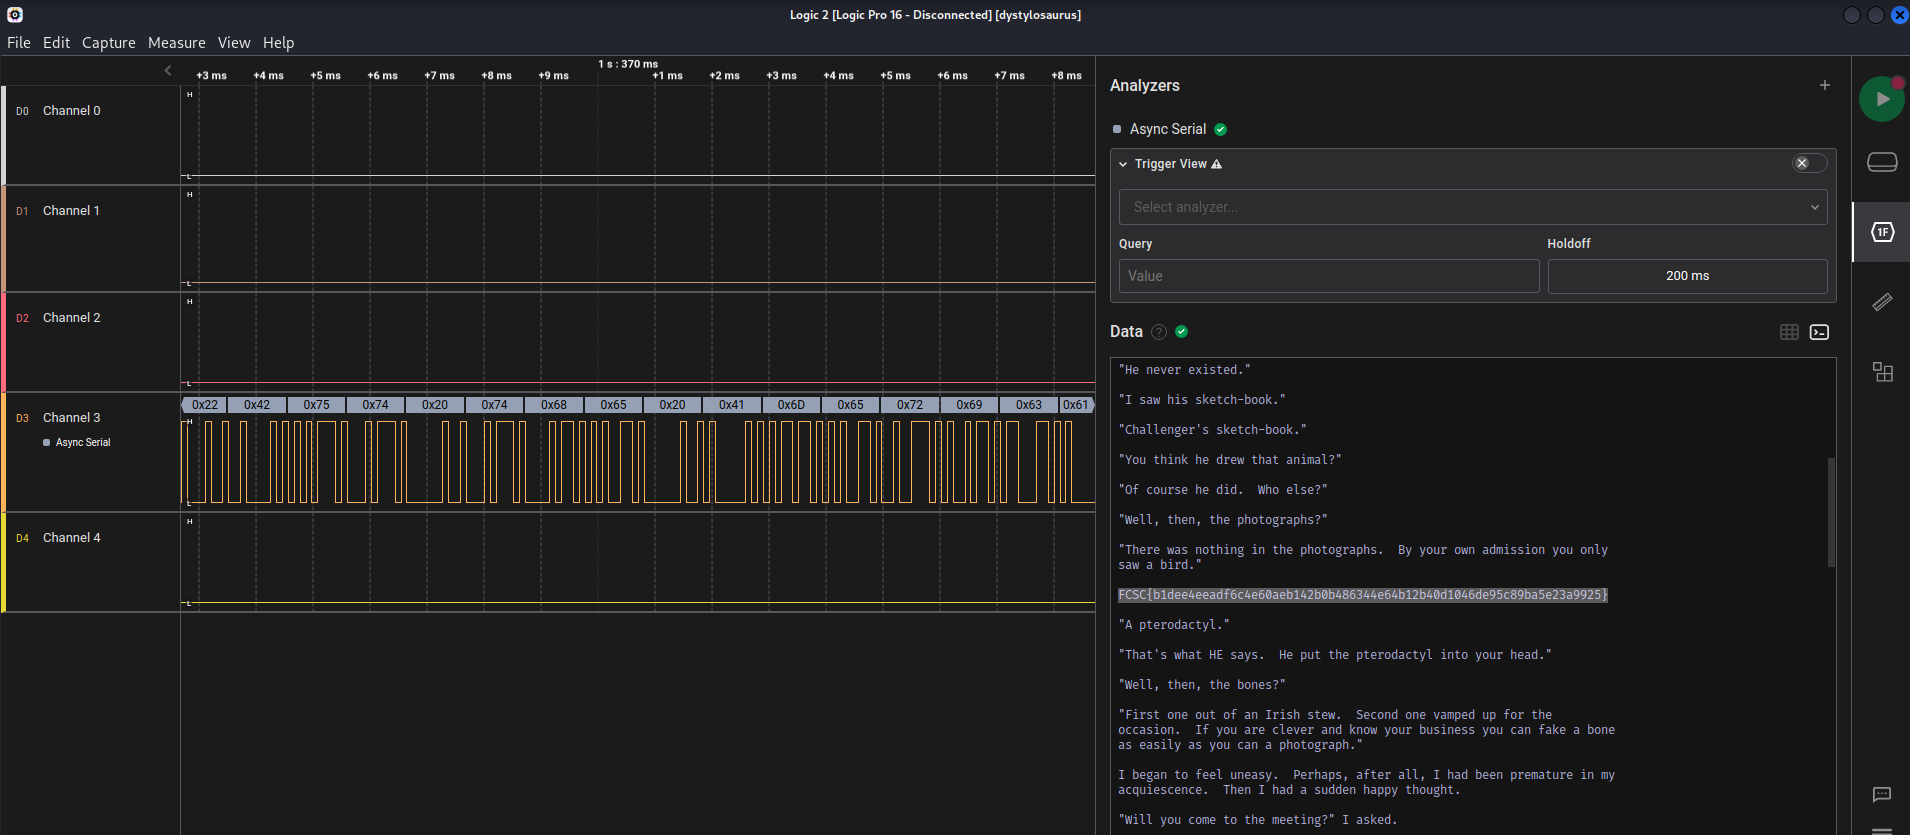 Logic 2 [Logic Pro 16 - Disconnected] [dystylosaurus]
File Edit Capture Measure View Help
1 s : 370 ms
+3 ms +4 ms +5 ms +6 ms +7 ms +8 ms +9 ms +1 ms +2 ms +3 ms +4 ms +5 ms +6 ms +7 ms +8 ms
D0 Channel 0
H
L
D1 Channel 1
H
L
D2 Channel 2
H
L
D3 Channel 3
Async Serial
0x22 0x42 0x75 0x74 0x20 0x74 0x68 0x65 0x20 0x41 0x6D 0x65 0x72 0x69 0x63 0x61
H
L
D4 Channel 4
H
L
Analyzers
Async Serial
Trigger View
Select analyzer...
Query Holdoff
Value 200 ms
Data ?
1F
"He never existed."
"I saw his sketch-book."
"Challenger's sketch-book."
"You think he drew that animal?"
"Of course he did.  Who else?"
"Well, then, the photographs?"
"There was nothing in the photographs.  By your own admission you only
saw a bird."
FCSC{b1dee4eeadf6c4e60aeb142b0b486344e64b12b40d1046de95c89ba5e23a9925}
"A pterodactyl."
"That's what HE says.  He put the pterodactyl into your head."
"Well, then, the bones?"
"First one out of an Irish stew.  Second one vamped up for the
occasion.  If you are clever and know your business you can fake a bone
as easily as you can a photograph."
I began to feel uneasy.  Perhaps, after all, I had been premature in my
acquiescence.  Then I had a sudden happy thought.
"Will you come to the meeting?" I asked.